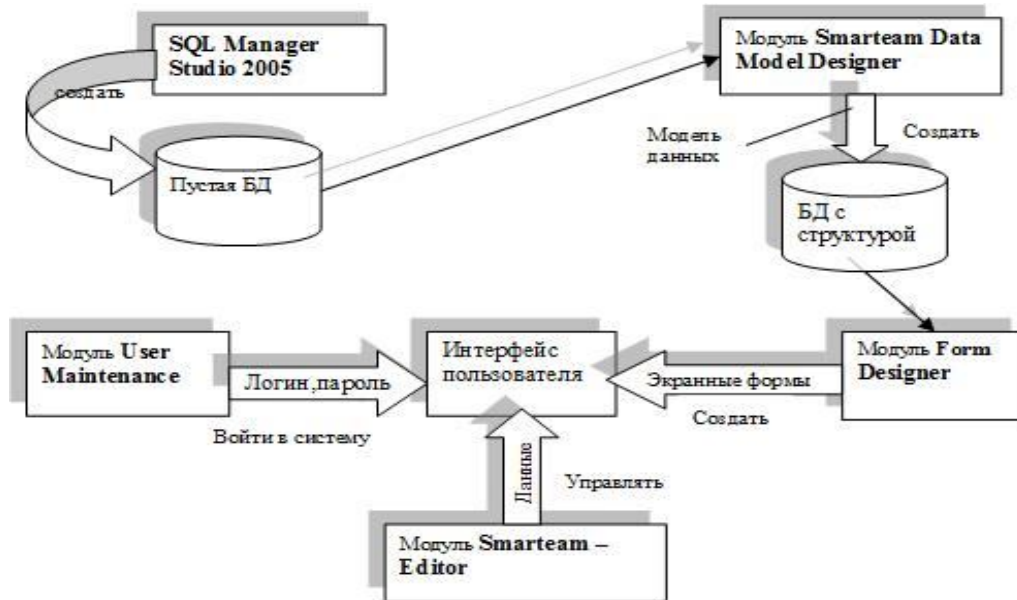 SQL Manager
Studio 2005
создать
Пустая БД
Модуль Smarteam Data
Model Designer
Модель
данных
Создать
БД с
структурой
Модуль User
Maintenance
Логин,пароль
Войти в систему
Интерфейс
пользователя
Экранные формы
Создать
Модуль Form
Designer
Данные
Управлять
Модуль Smarteam –
Editor